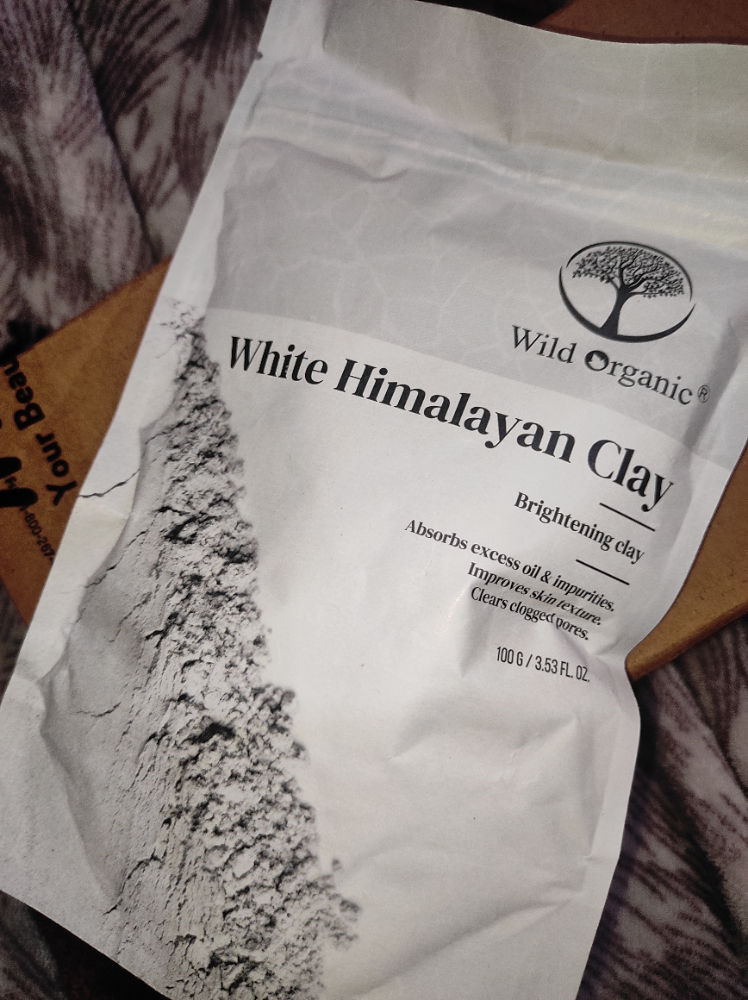 Wild Organic®
White Himalayan Clay
Brightening clay
Absorbs excess oil & impurities.
Improves skin texture.
Clears clogged pores.
100 G / 3.53 FL. OZ.
Your Beau